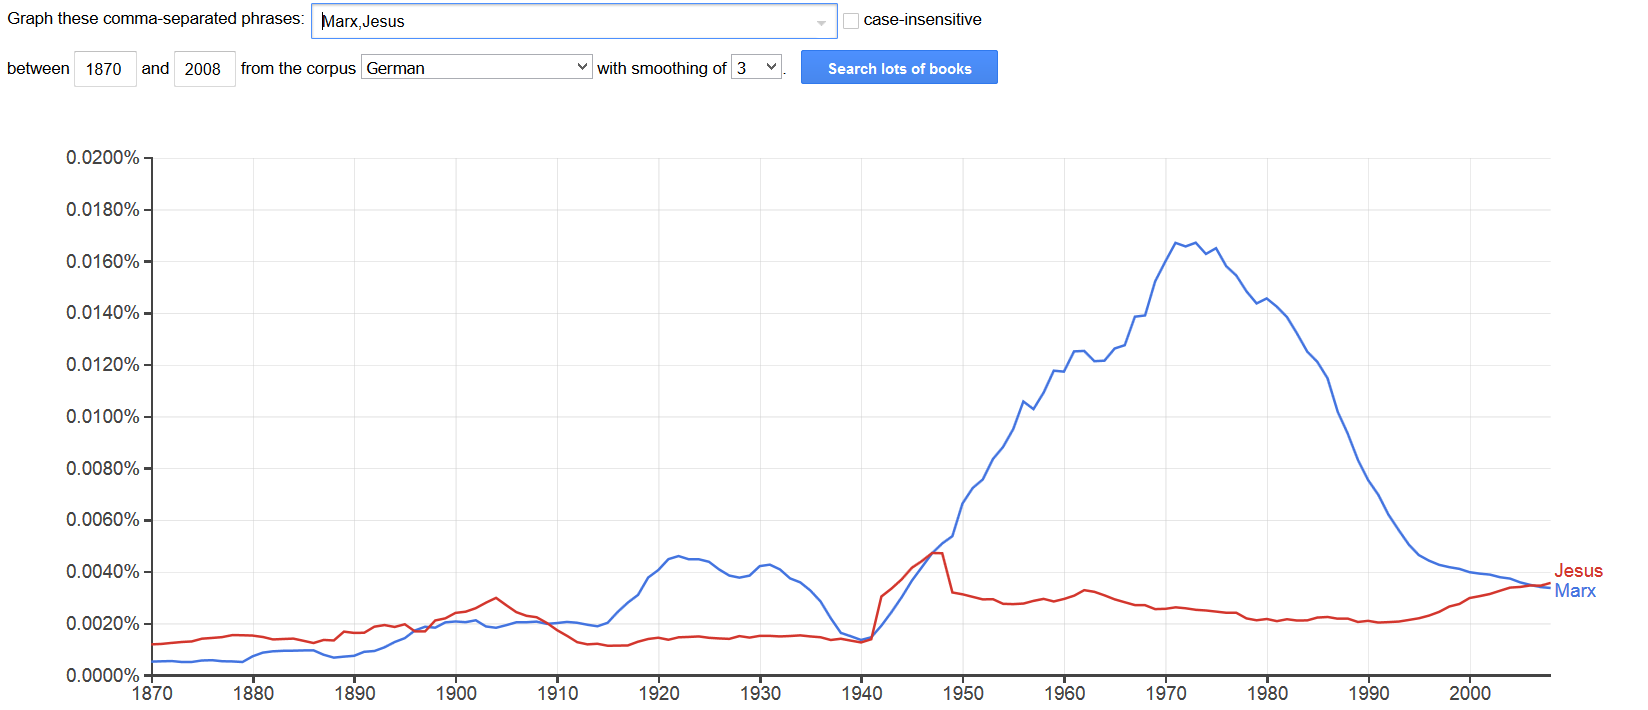 Graph these comma-separated phrases: Marx,Jesus case-insensitive
between 1870 and 2008 from the corpus German with smoothing of 3 . Search lots of books
0.0200%
0.0180%
0.0160%
0.0140%
0.0120%
0.0100%
0.0080%
0.0060%
0.0040%
0.0020%
0.0000%
Jesus
Marx
1870 1880 1890 1900 1910 1920 1930 1940 1950 1960 1970 1980 1990 2000